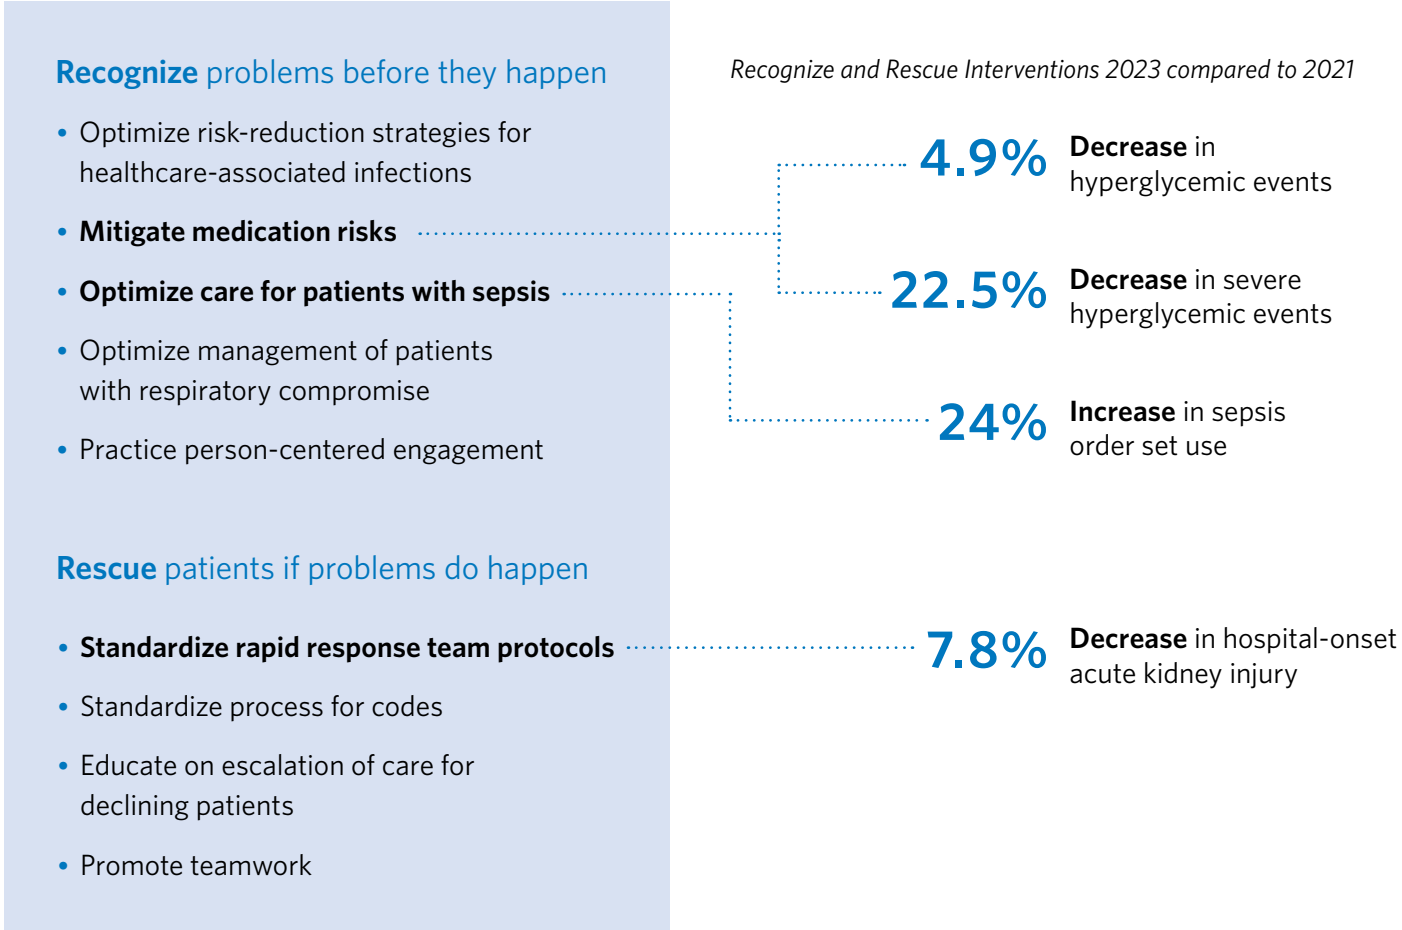 Recognize problems before they happen
• Optimize risk-reduction strategies for
healthcare-associated infections
• Mitigate medication risks
• Optimize care for patients with sepsis
• Optimize management of patients
with respiratory compromise
• Practice person-centered engagement
Rescue patients if problems do happen
• Standardize rapid response team protocols
• Standardize process for codes
• Educate on escalation of care for
declining patients
• Promote teamwork
Recognize and Rescue Interventions 2023 compared to 2021
4.9%
Decrease in
hyperglycemic events
22.5%
Decrease in severe
hyperglycemic events
24%
Increase in sepsis
order set use
7.8%
Decrease in hospital-onset
acute kidney injury